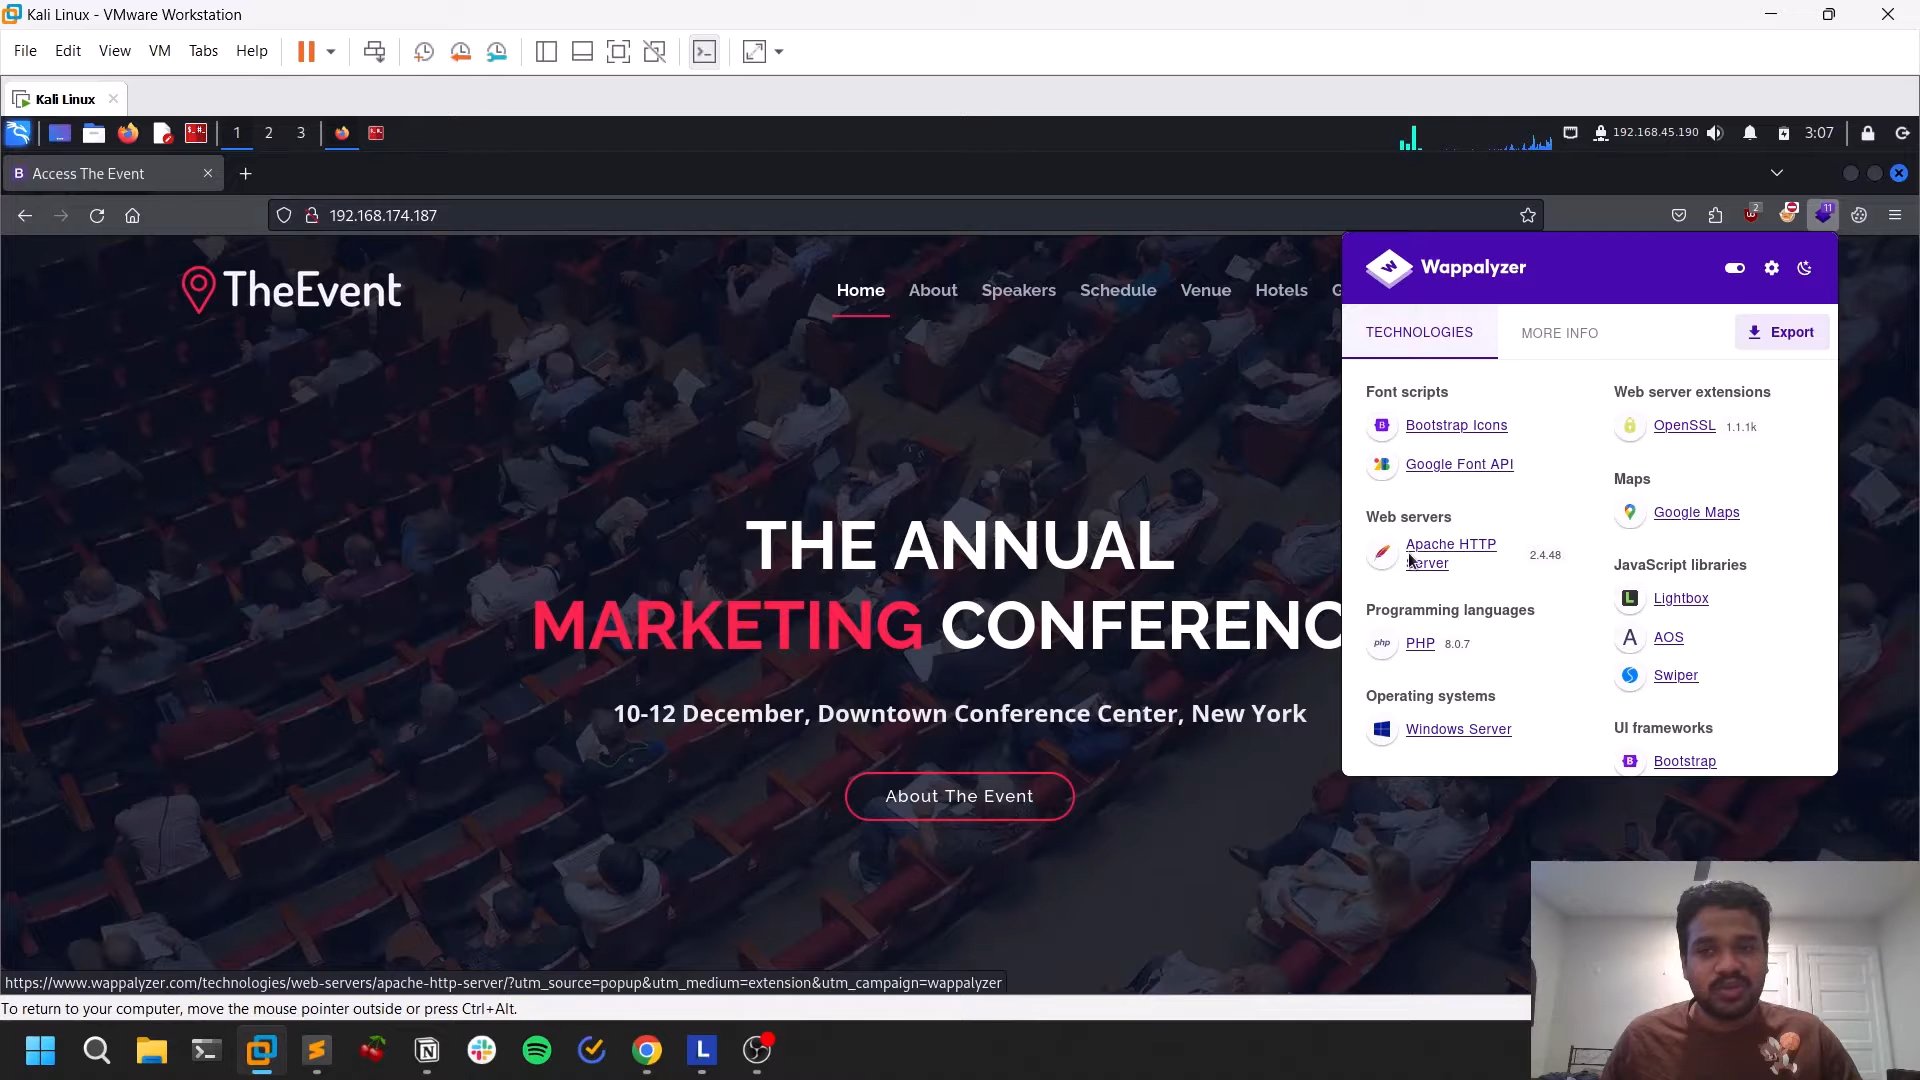 Kali Linux - VMware Workstation
File Edit View VM Tabs Help
Kali Linux
1 2 3
192.168.45.190
3:07
B Access The Event
192.168.174.187
2
11
TheEvent
Home About Speakers Schedule Venue Hotels G
THE ANNUAL
MARKETING CONFERENC
10-12 December, Downtown Conference Center, New York
About The Event
Wappalyzer
TECHNOLOGIES MORE INFO Export
Font scripts
Bootstrap Icons
Google Font API
Web servers
Apache HTTP
Server
2.4.48
Programming languages
php PHP 8.0.7
Operating systems
Windows Server
Web server extensions
OpenSSL 1.1.1k
Maps
Google Maps
JavaScript libraries
L Lightbox
A AOS
Swiper
UI frameworks
B Bootstrap
https://www.wappalyzer.com/technologies/web-servers/apache-http-server/?utm_source=popup&utm_medium=extension&utm_campaign=wappalyzer
To return to your computer, move the mouse pointer outside or press Ctrl+Alt.